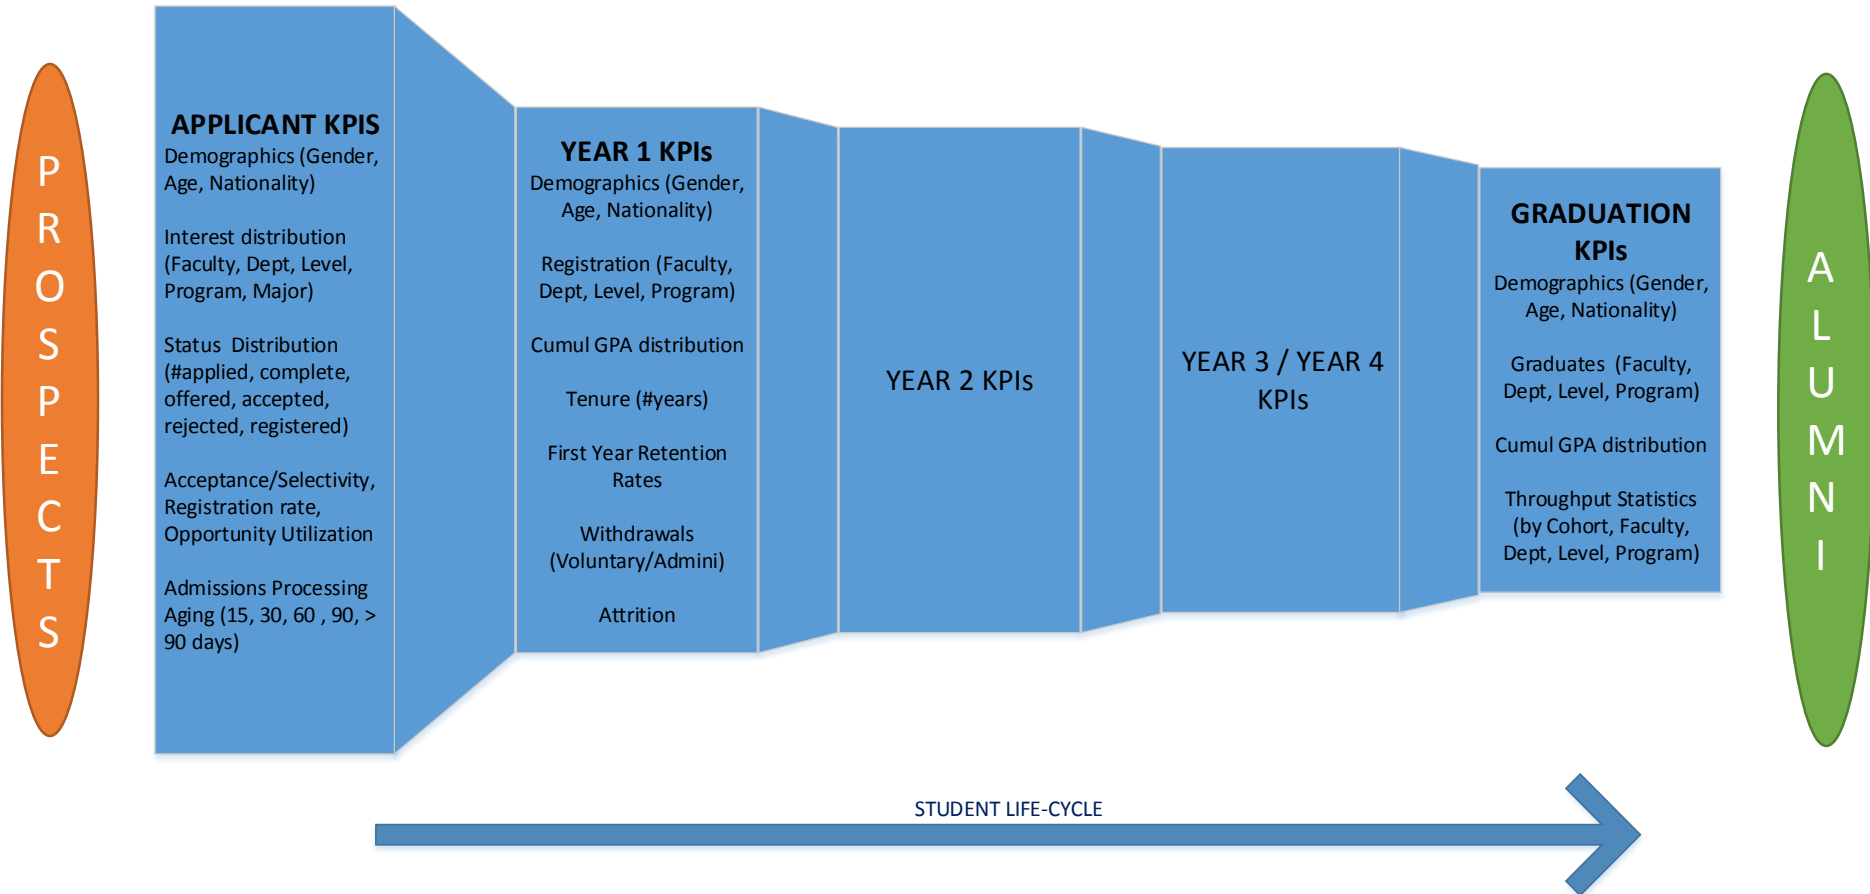 PROSPECTS
APPLICANT KPIS
Demographics (Gender,
Age, Nationality)
Interest distribution
(Faculty, Dept, Level,
Program, Major)
Status Distribution
(#applied, complete,
offered, accepted,
rejected, registered)
Acceptance/Selectivity,
Registration rate,
Opportunity Utilization
Admissions Processing
Aging (15, 30, 60 , 90, >
90 days)
YEAR 1 KPIs
Demographics (Gender,
Age, Nationality)
Registration (Faculty,
Dept, Level, Program)
Cumul GPA distribution
Tenure (#years)
First Year Retention
Rates
Withdrawals
(Voluntary/Admini)
Attrition
YEAR 2 KPIs
YEAR 3 / YEAR 4
KPIs
GRADUATION
KPIs
Demographics (Gender,
Age, Nationality)
Graduates (Faculty,
Dept, Level, Program)
Cumul GPA distribution
Throughput Statistics
(by Cohort, Faculty,
Dept, Level, Program)
ALUMNI
STUDENT LIFE-CYCLE